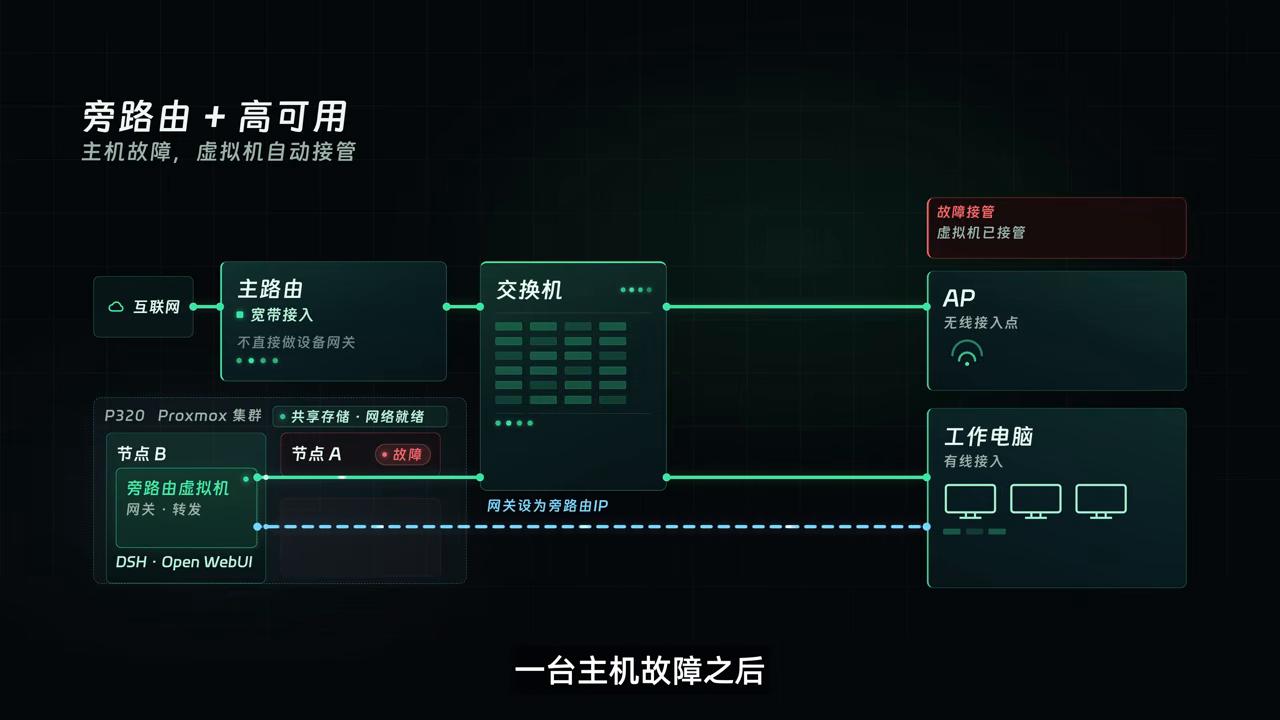 旁路由 + 高可用
主机故障，虚拟机自动接管
故障接管
虚拟机已接管
互联网
主路由
宽带接入
不直接做设备网关
交换机
AP
无线接入点
P320 Proxmox 集群
共享存储 · 网络就绪
节点 B
节点 A
故障
旁路由虚拟机
网关 · 转发
DSH · Open WebUI
网关设为旁路由IP
工作电脑
有线接入
一台主机故障之后